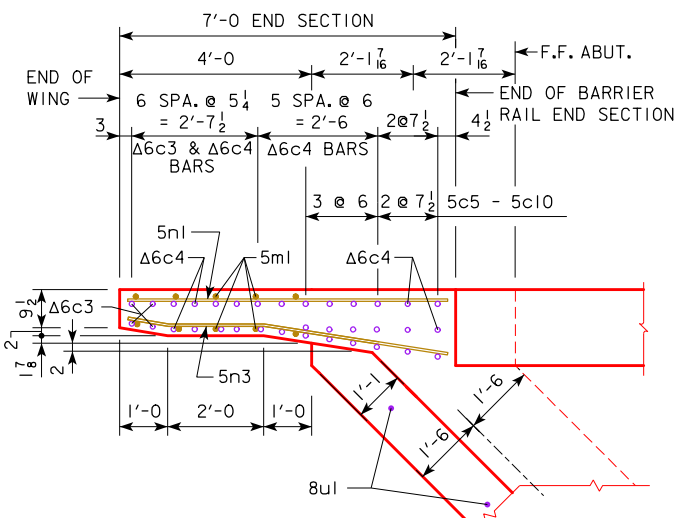 7'-0 END SECTION
4'-0
2'-1 7/16
2'-1 7/16
F.F. ABUT.
END OF
WING
6 SPA. @ 5 1/4
= 2'-7 1/2
5 SPA. @ 6
= 2'-6
2@7 1/2
END OF BARRIER
RAIL END SECTION
3
4 1/2
Δ6c3 & Δ6c4
BARS
Δ6c4 BARS
3 @ 6
2 @ 7 1/2
5c5 - 5c10
5n1
Δ6c4
5m1
Δ6c4
9 1/2
Δ6c3
2
1 7/8
2
5n3
1'-1
1'-6
1'-0
2'-0
1'-0
1'-6
8u1